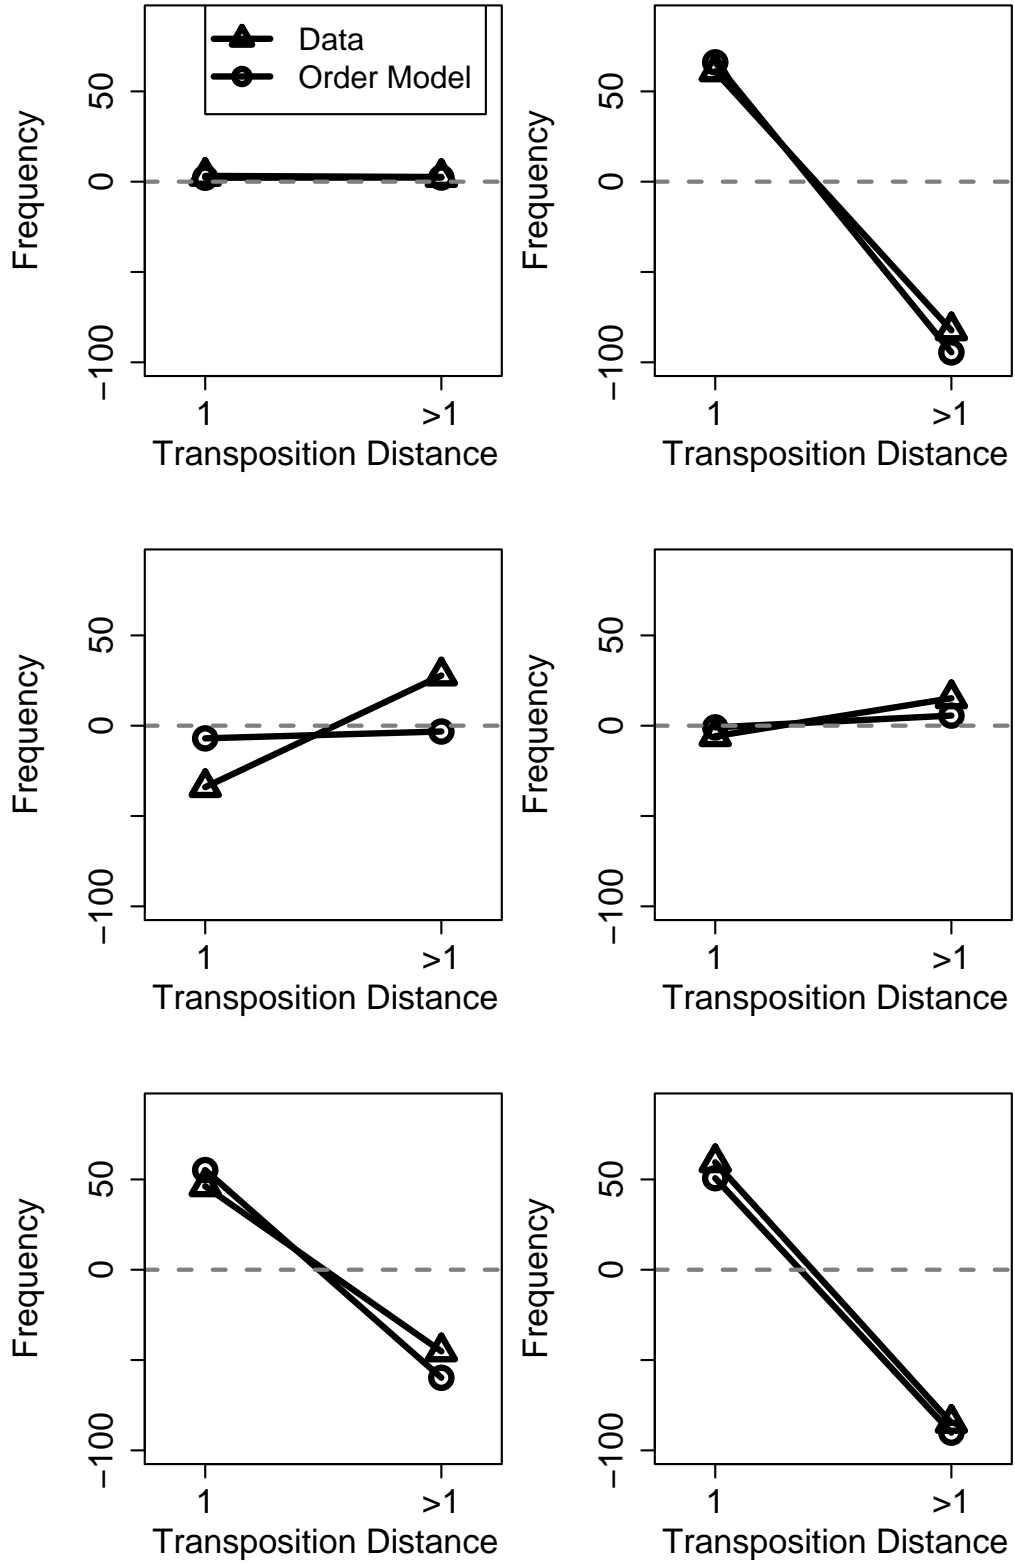 Data
Order Model
Frequency
50
0
−100
1
>1
Transposition Distance
Frequency
50
0
−100
1
>1
Transposition Distance
Frequency
50
0
−100
1
>1
Transposition Distance
Frequency
50
0
−100
1
>1
Transposition Distance
Frequency
50
0
−100
1
>1
Transposition Distance
Frequency
50
0
−100
1
>1
Transposition Distance